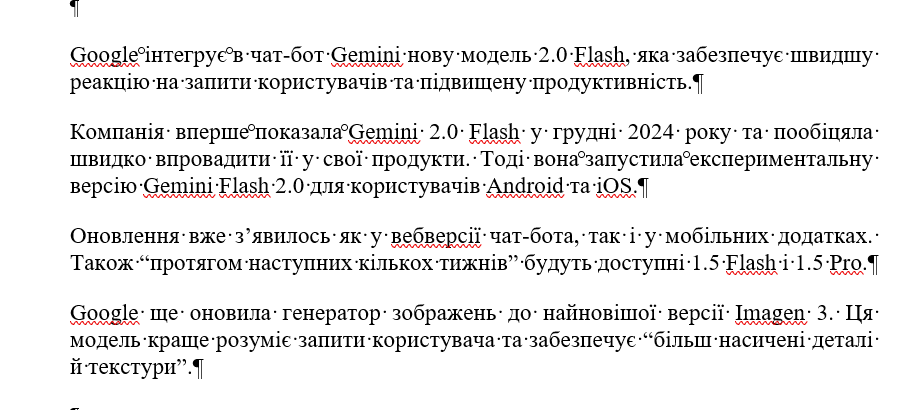 Google інтегрує в чат-бот Gemini нову модель 2.0 Flash, яка забезпечує швидшу
реакцію на запити користувачів та підвищену продуктивність.¶
Компанія вперше показала Gemini 2.0 Flash у грудні 2024 року та пообіцяла
швидко впровадити її у свої продукти. Тоді вона запустила експериментальну
версію Gemini Flash 2.0 для користувачів Android та iOS.¶
Оновлення вже з’явилось як у вебверсії чат-бота, так і у мобільних додатках.
Також “протягом наступних кількох тижнів” будуть доступні 1.5 Flash і 1.5 Pro.¶
Google ще оновила генератор зображень до найновішої версії Imagen 3. Ця
модель краще розуміє запити користувача та забезпечує “більш насичені деталі
й текстури”.¶